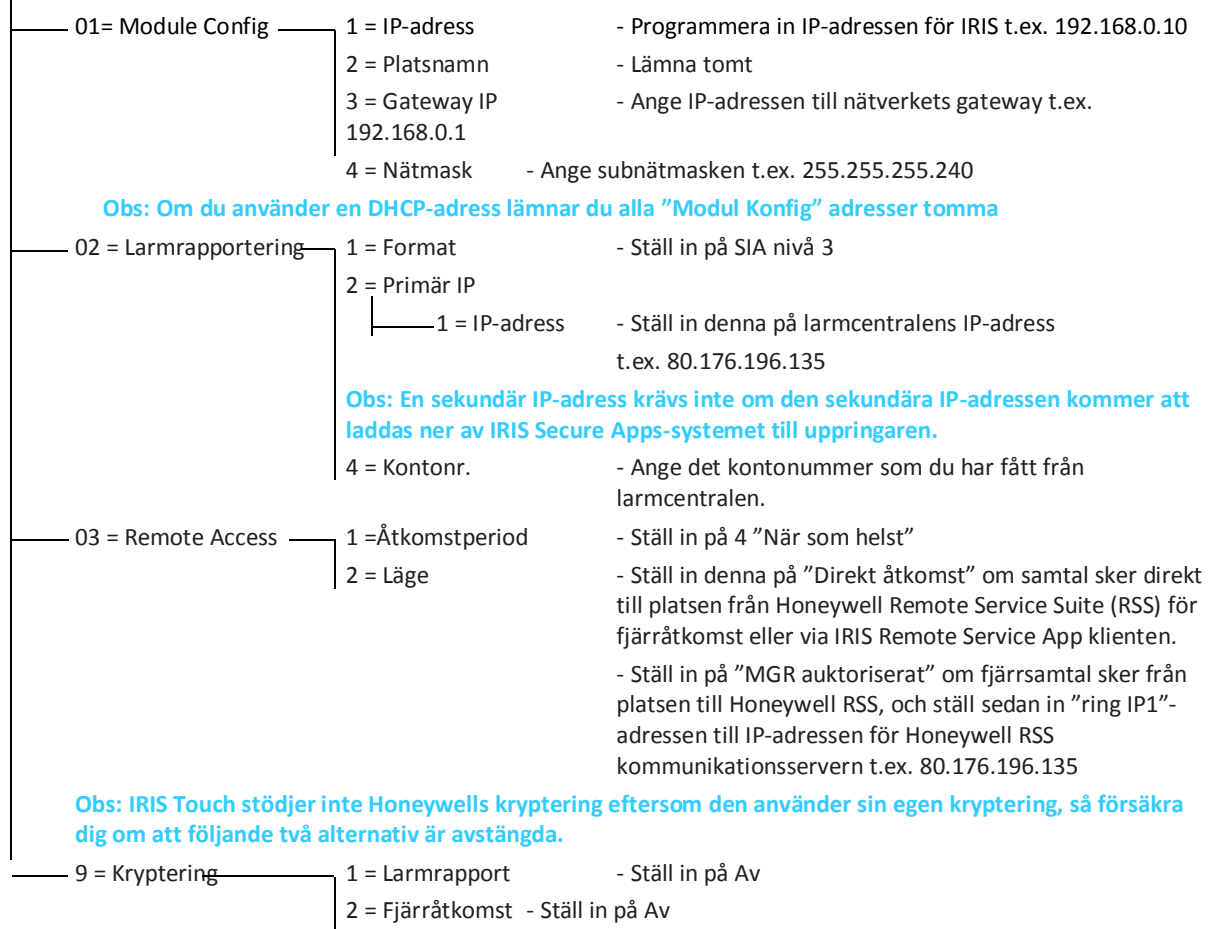 01= Module Config 1 = IP-adress - Programmera in IP-adressen för IRIS t.ex. 192.168.0.10
2 = Platsnamn - Lämna tomt
3 = Gateway IP - Ange IP-adressen till nätverkets gateway t.ex.
192.168.0.1
4 = Nätmask - Ange subnätmasken t.ex. 255.255.255.240
Obs: Om du använder en DHCP-adress lämnar du alla ”Modul Konfig” adresser tomma
02 = Larmrapportering 1 = Format - Ställ in på SIA nivå 3
2 = Primär IP
1 = IP-adress - Ställ in denna på larmcentralens IP-adress
t.ex. 80.176.196.135
Obs: En sekundär IP-adress krävs inte om den sekundära IP-adressen kommer att
laddas ner av IRIS Secure Apps-systemet till uppringaren.
4 = Kontonr. - Ange det kontonummer som du har fått från
larmcentralen.
03 = Remote Access 1 =Åtkomstperiod - Ställ in på 4 ”När som helst”
2 = Läge - Ställ in denna på ”Direkt åtkomst” om samtal sker direkt
till platsen från Honeywell Remote Service Suite (RSS) för
fjärråtkomst eller via IRIS Remote Service App klienten.
- Ställ in på ”MGR auktoriserat” om fjärrsamtal sker från
platsen till Honeywell RSS, och ställ sedan in ”ring IP1”-
adressen till IP-adressen för Honeywell RSS
kommunikationsservern t.ex. 80.176.196.135
Obs: IRIS Touch stödjer inte Honeywells kryptering eftersom den använder sin egen kryptering, så försäkra
dig om att följande två alternativ är avstängda.
9 = Kryptering 1 = Larmrapport - Ställ in på Av
2 = Fjärråtkomst - Ställ in på Av